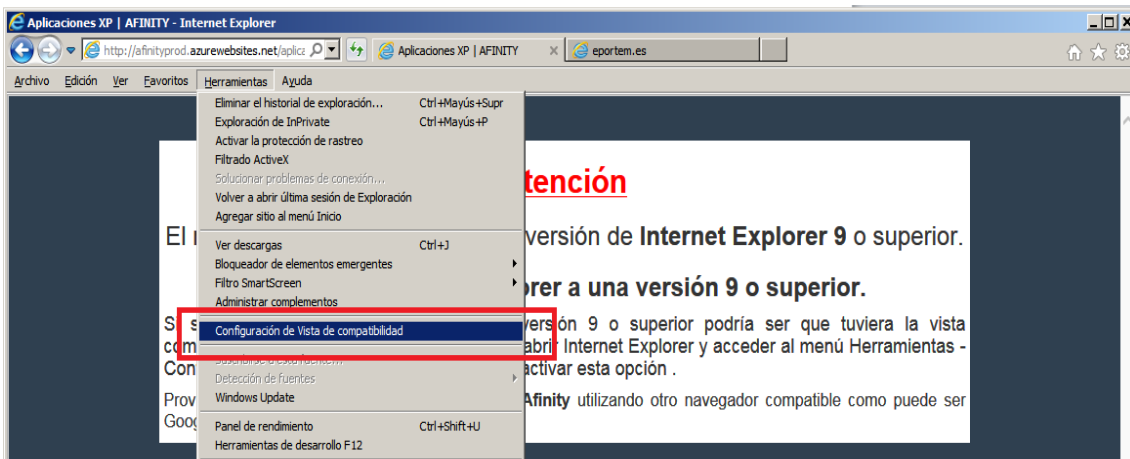 Aplicaciones XP | AFINITY - Internet Explorer
http://afinityprod.azurewebsites.net/aplica
Aplicaciones XP | AFINITY
eportem.es
Archivo Edición Ver Favoritos Herramientas Ayuda
Eliminar el historial de exploración... Ctrl+Mayús+Supr
Exploración de InPrivate Ctrl+Mayús+P
Activar la protección de rastreo
Filtrado ActiveX
Solucionar problemas de conexión...
Volver a abrir última sesión de Exploración
Agregar sitio al menú Inicio
Ver descargas Ctrl+J
Bloqueador de elementos emergentes
Filtro SmartScreen
Administrar complementos
Configuración de Vista de compatibilidad
Detección de fuentes
Windows Update
Panel de rendimiento Ctrl+Shift+U
Herramientas de desarrollo F12
tención
El versión de Internet Explorer 9 o superior.
rer a una versión 9 o superior.
versión 9 o superior podría ser que tuviera la vista
com abrir Internet Explorer y acceder al menú Herramientas -
Con activar esta opción .
Prov Afinity utilizando otro navegador compatible como puede ser
Goog